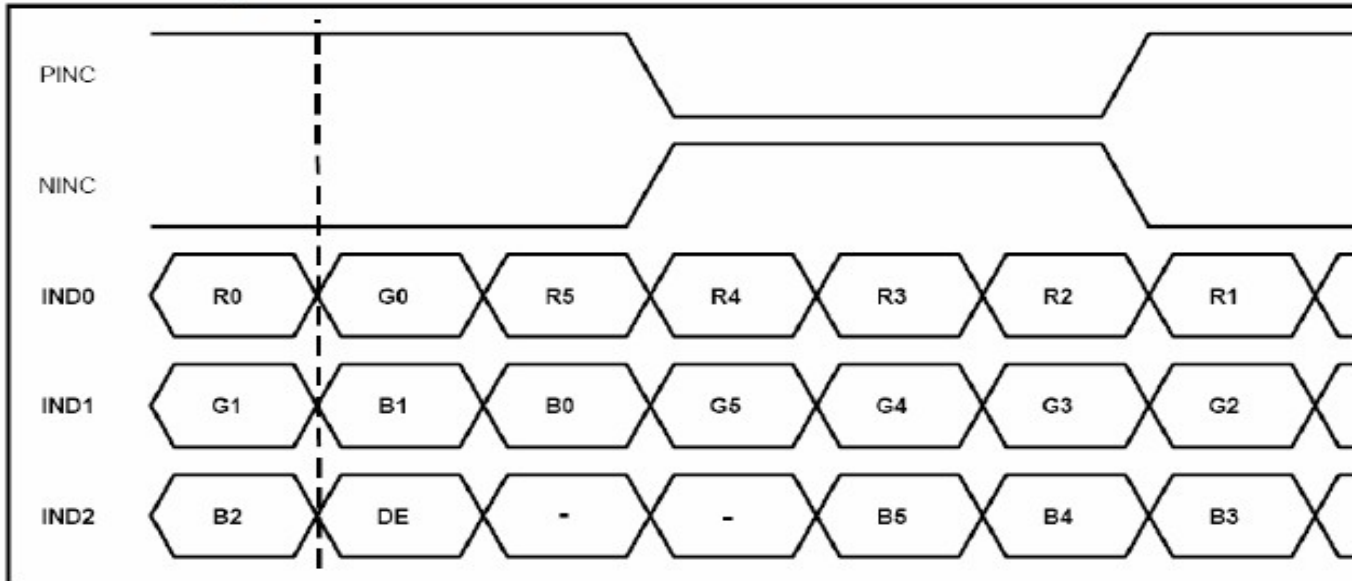 PINC
NINC
IND0 R0 G0 R5 R4 R3 R2 R1
IND1 G1 B1 B0 G5 G4 G3 G2
IND2 B2 DE - - B5 B4 B3